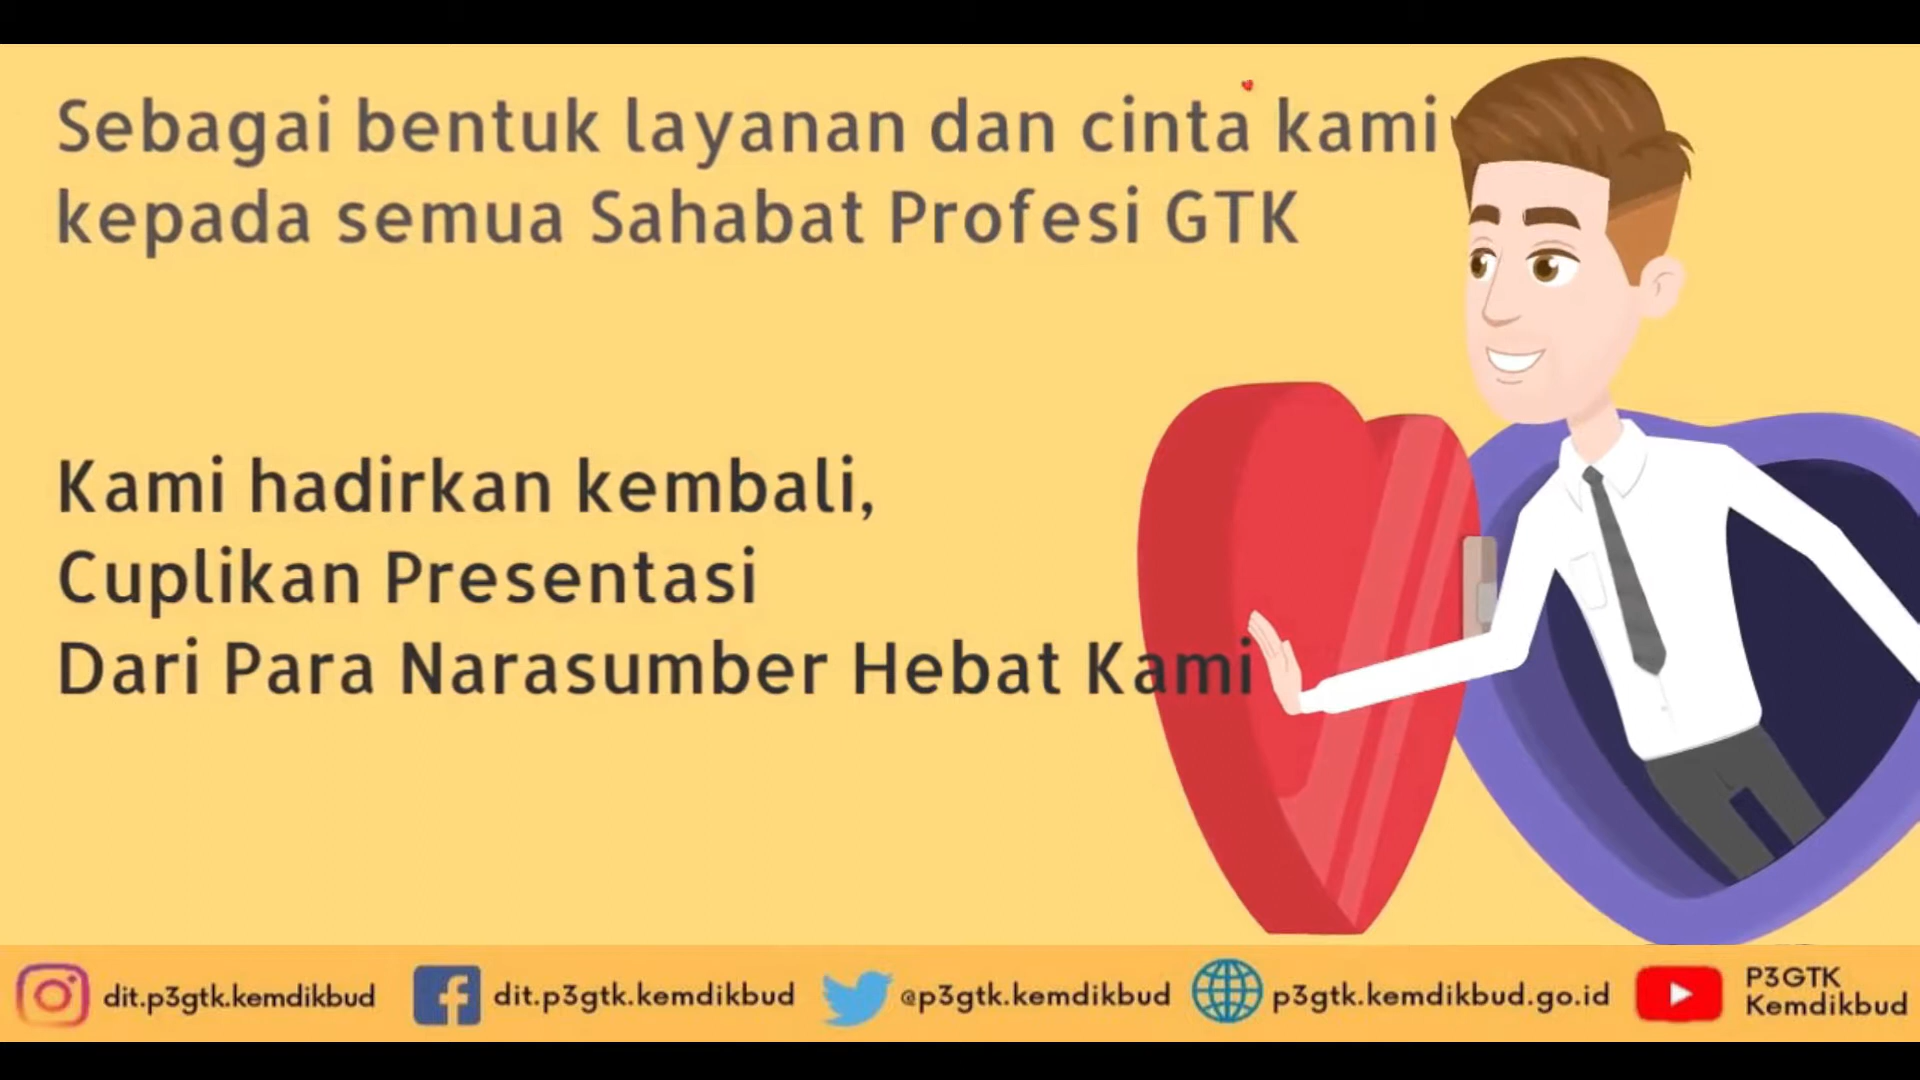 Sebagai bentuk layanan dan cinta kami
kepada semua Sahabat Profesi GTK
Kami hadirkan kembali,
Cuplikan Presentasi
Dari Para Narasumber Hebat Kami
dit.p3gtk.kemdikbud
dit.p3gtk.kemdikbud
@p3gtk.kemdikbud
p3gtk.kemdikbud.go.id
P3GTK
Kemdikbud